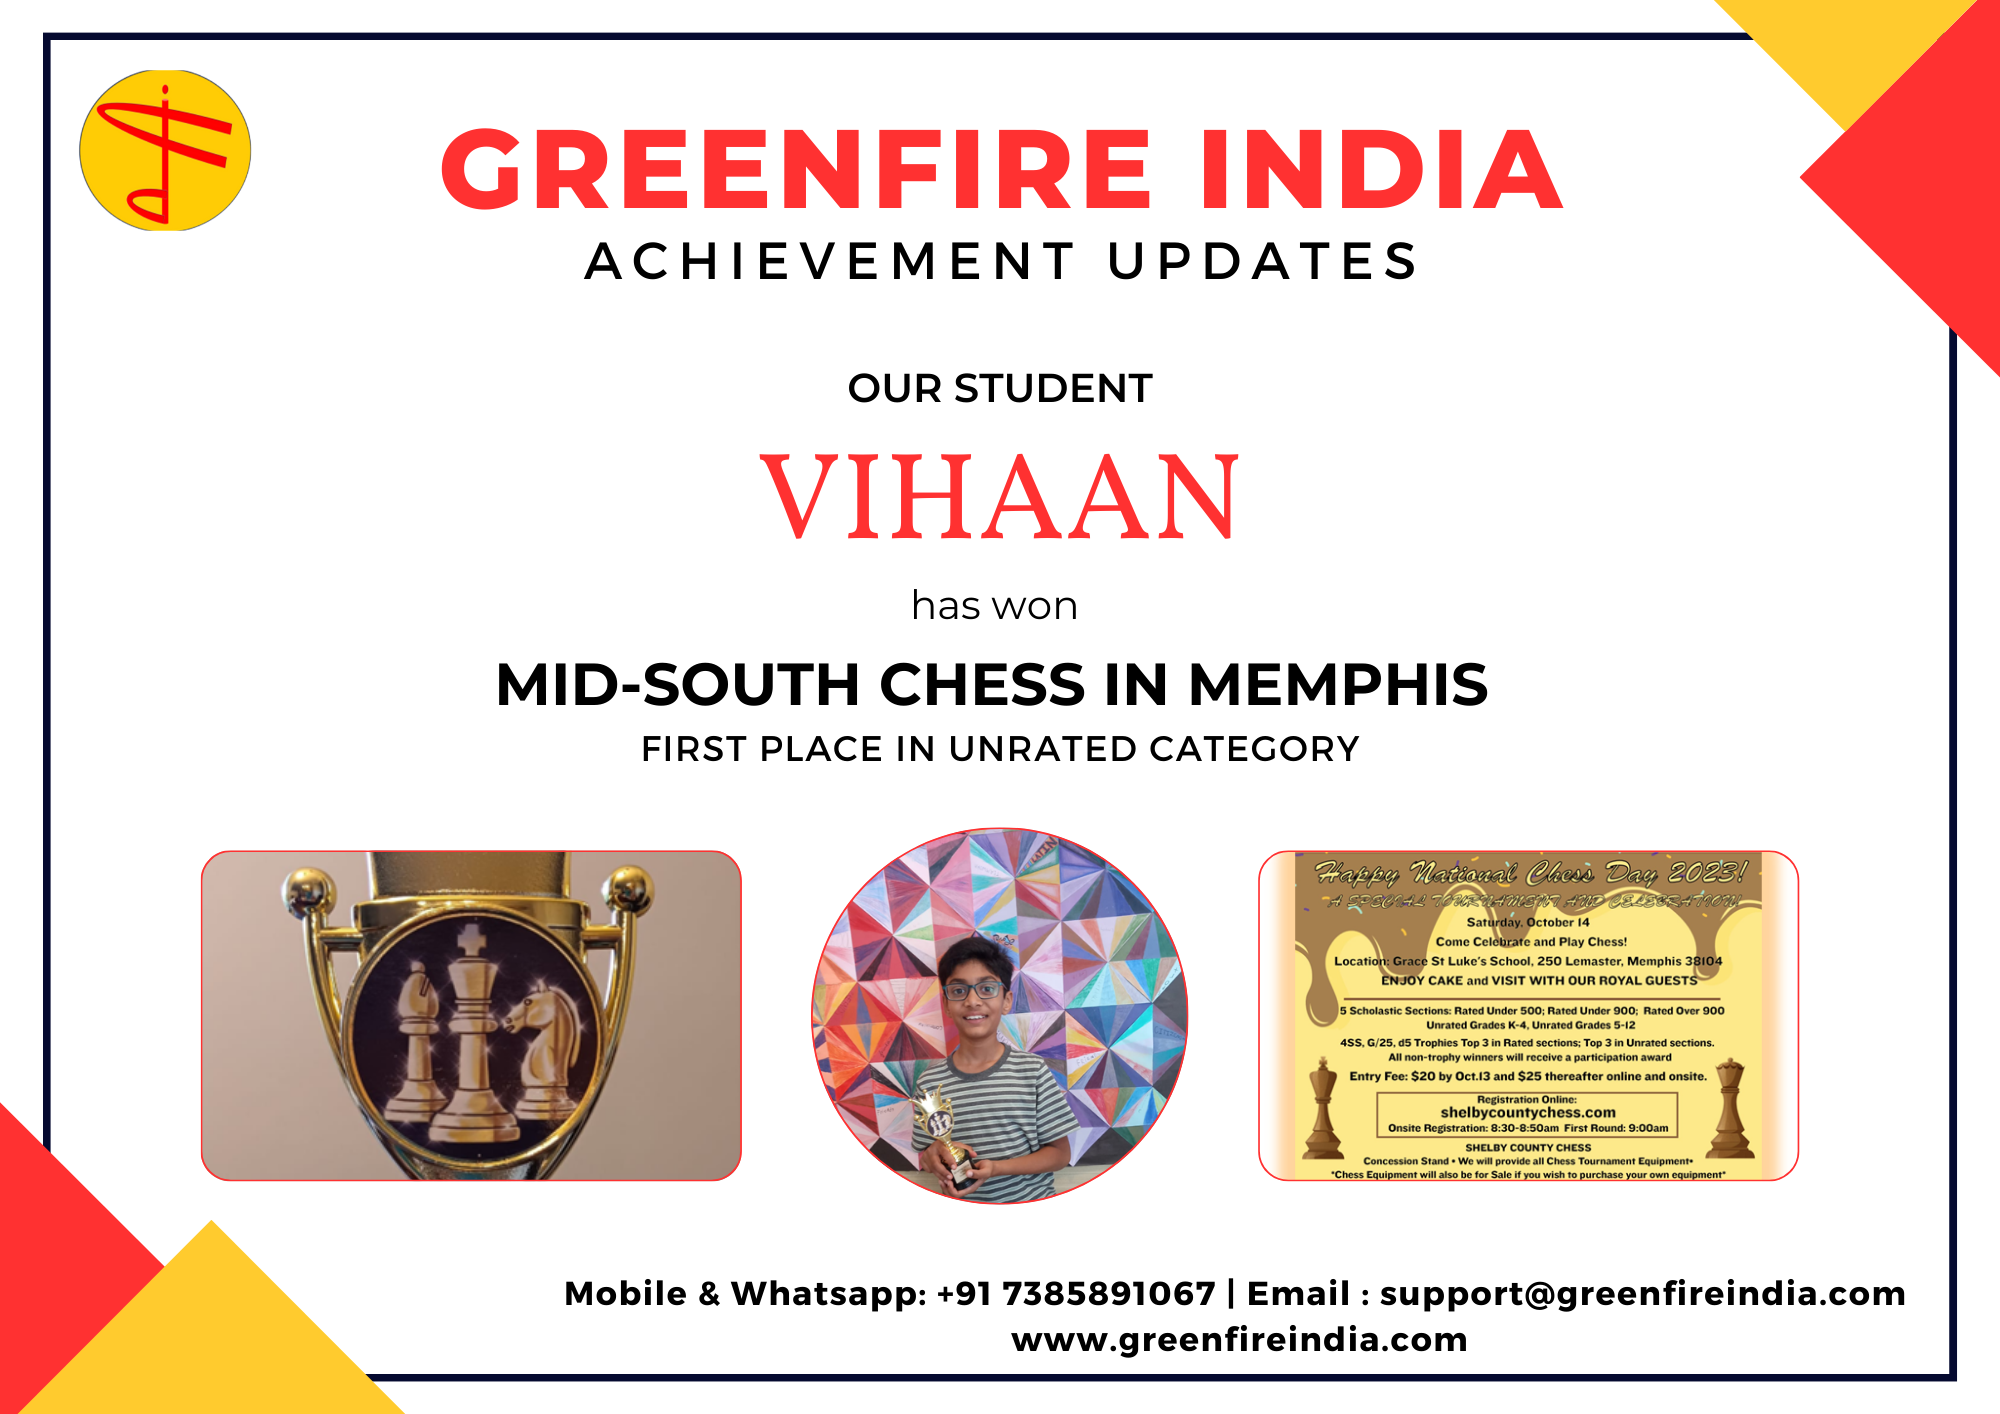 GREENFIRE INDIA
ACHIEVEMENT UPDATES
OUR STUDENT
VIHAAN
has won
MID-SOUTH CHESS IN MEMPHIS
FIRST PLACE IN UNRATED CATEGORY
Happy National Chess Day 2023!
A SPECIAL TOURNAMENT AND CELEBRATION!
Saturday, October 14
Come Celebrate and Play Chess!
Location: Grace St Luke's School, 250 Lemaster, Memphis 38104
ENJOY CAKE and VISIT WITH OUR ROYAL GUESTS
5 Scholastic Sections: Rated Under 500; Rated Under 900; Rated Over 900
Unrated Grades K-4, Unrated Grades 5-12
4SS, G/25, d5 Trophies Top 3 in Rated sections; Top 3 in Unrated sections.
All non-trophy winners will receive a participation award
Entry Fee: $20 by Oct.13 and $25 thereafter online and onsite.
Registration Online:
shelbycountychess.com
Onsite Registration: 8:30-8:50am First Round: 9:00am
SHELBY COUNTY CHESS
Concession Stand • We will provide all Chess Tournament Equipment•
*Chess Equipment will also be for Sale if you wish to purchase your own equipment*
Mobile & Whatsapp: +91 7385891067 | Email : support@greenfireindia.com
www.greenfireindia.com